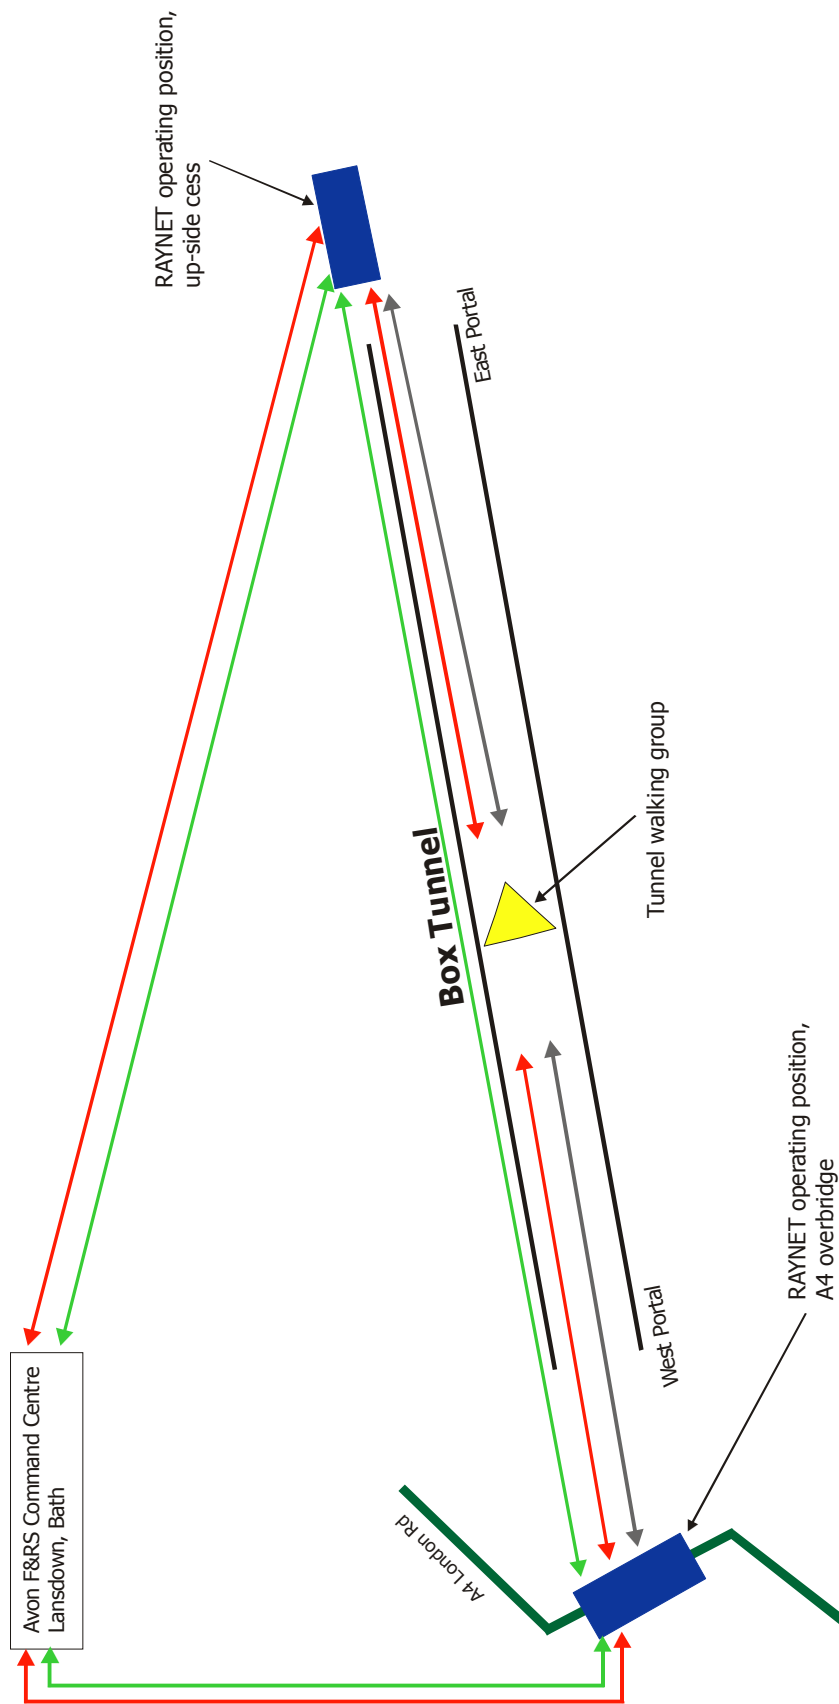 Avon F&RS Command Centre
Lansdown, Bath
RAYNET operating position,
up-side cess
East Portal
Box Tunnel
Tunnel walking group
West Portal
A4 London Rd
RAYNET operating position,
A4 overbridge